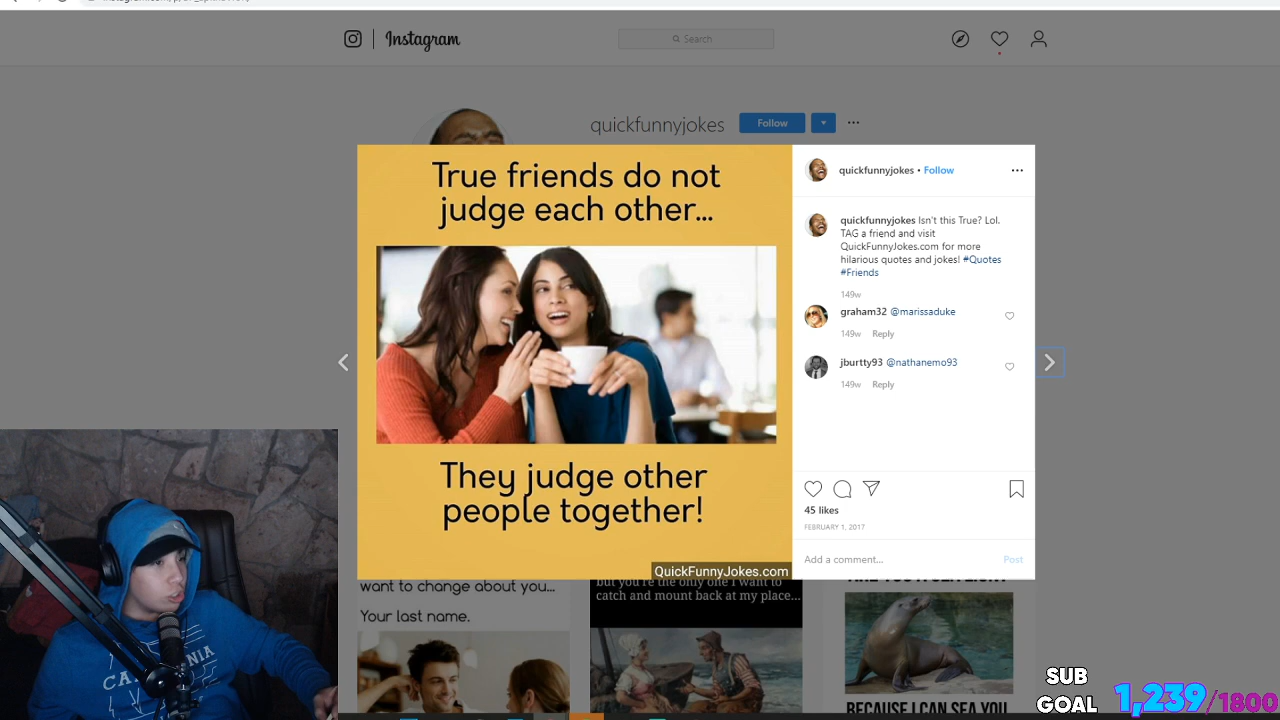 Instagram
Search
quickfunnyjokes
Follow
True friends do not
judge each other...
They judge other
people together!
QuickFunnyJokes.com
quickfunnyjokes • Follow
quickfunnyjokes Isn't this True? Lol.
TAG a friend and visit
QuickFunnyJokes.com for more
hilarious quotes and jokes! #Quotes
#Friends
149w
graham32 @marissaduke
149w Reply
jburtty93 @nathanemo93
149w Reply
45 likes
FEBRUARY 1, 2017
Add a comment...
Post
want to change about you...
Your last name.
but you're the only one I want to
catch and mount back at my place...
BECAUSE I CAN SEA YOU
SUB
GOAL 1,239/1800